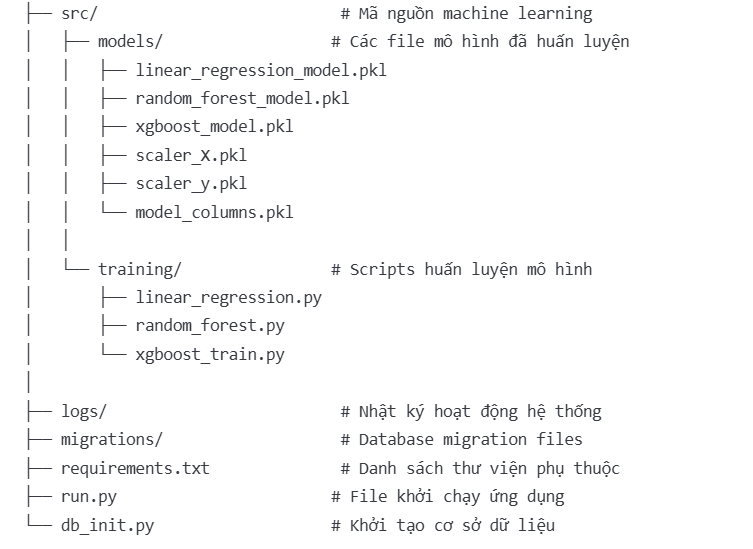 ├── src/                          # Mã nguồn machine learning
│   ├── models/                  # Các file mô hình đã huấn luyện
│   │   ├── linear_regression_model.pkl
│   │   ├── random_forest_model.pkl
│   │   ├── xgboost_model.pkl
│   │   ├── scaler_X.pkl
│   │   ├── scaler_y.pkl
│   │   └── model_columns.pkl
│   │
│   └── training/                # Scripts huấn luyện mô hình
│       ├── linear_regression.py
│       ├── random_forest.py
│       └── xgboost_train.py
│
├── logs/                         # Nhật ký hoạt động hệ thống
├── migrations/                   # Database migration files
├── requirements.txt              # Danh sách thư viện phụ thuộc
├── run.py                       # File khởi chạy ứng dụng
└── db_init.py                   # Khởi tạo cơ sở dữ liệu